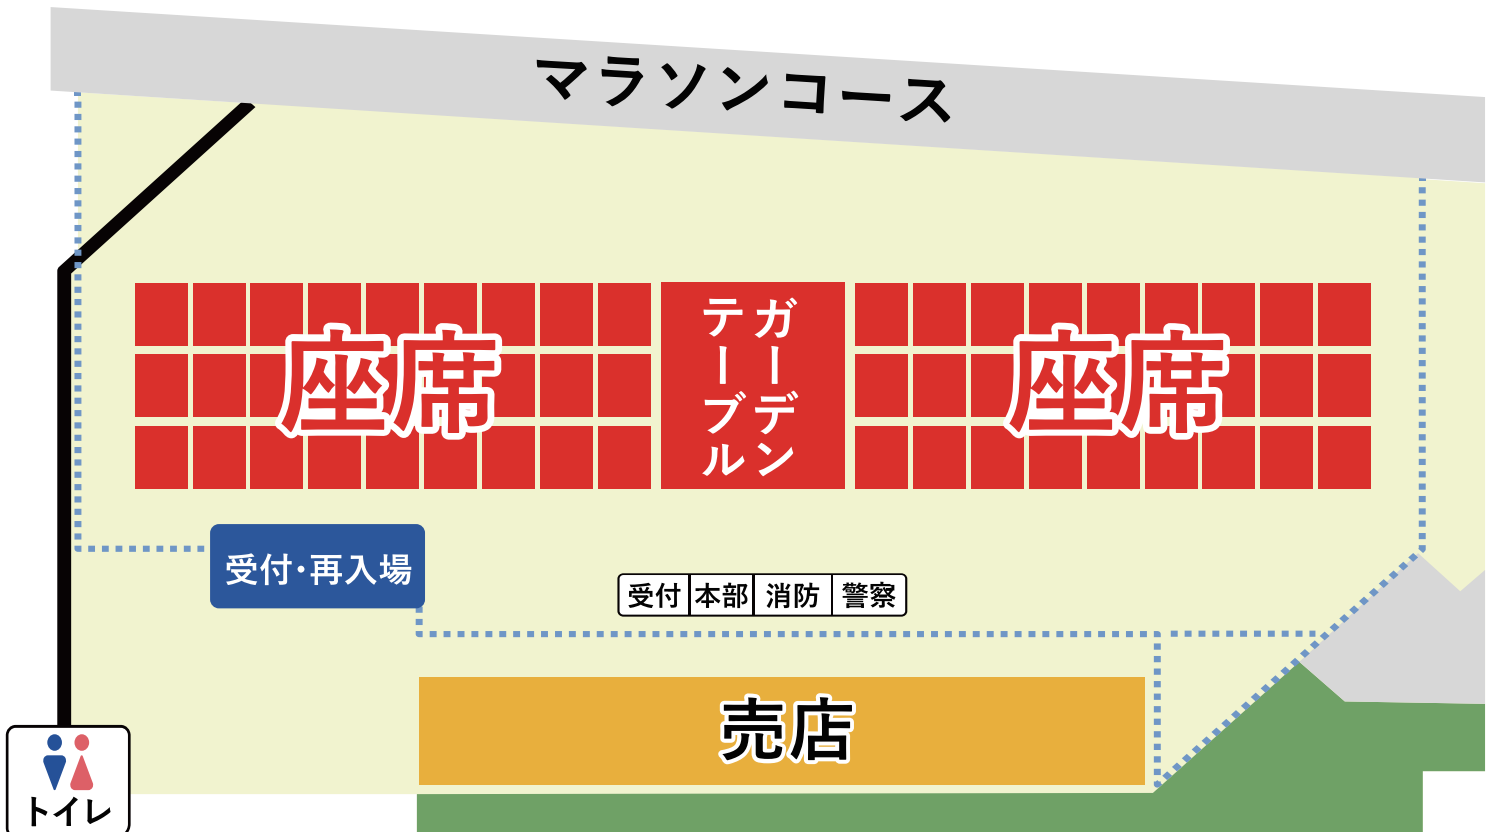 マラソンコース
座席
ガーデン
テーブル
座席
受付・再入場
受付
本部
消防
警察
売店
トイレ